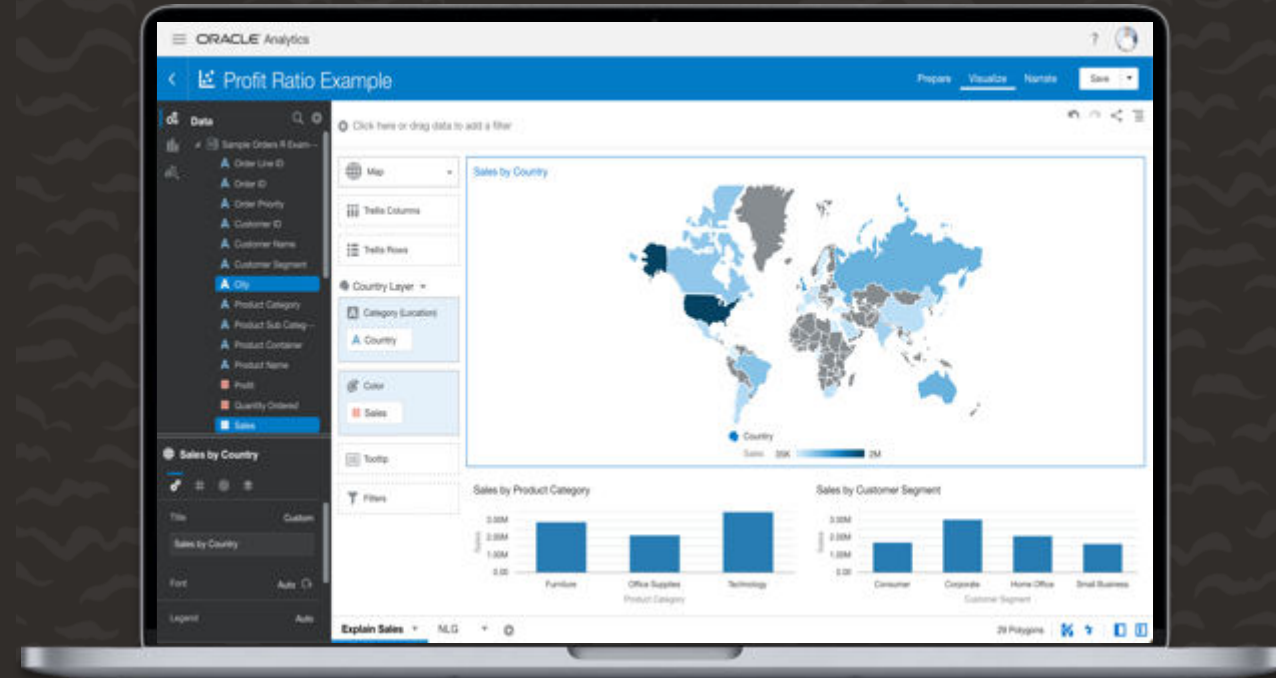 ORACLE Analytics
?
Profit Ratio Example
Prepare Visualize Narrate Save
Data
Sample Orders R Exam...
A Order Line ID
A Order ID
A Order Priority
A Customer ID
A Customer Name
A Customer Segment
A City
A Product Category
A Product Sub Categ...
A Product Container
A Product Name
Profit
Quantity Ordered
Sales
Sales by Country
Title Custom
Sales by Country
Font Auto
Legend Auto
Click here or drag data to add a filter
Map
Trellis Columns
Trellis Rows
Country Layer
Category (Location)
A Country
Color
Sales
Tooltip
Filters
Sales by Country
Country
Sales 35K 2M
Sales by Product Category
Sales
3.00M
2.00M
1.00M
0.00
Furniture Office Supplies Technology
Product Category
Sales by Customer Segment
Sales
3.00M
2.00M
1.00M
0.00
Consumer Corporate Home Office Small Business
Customer Segment
Explain Sales NLG
29 Polygons